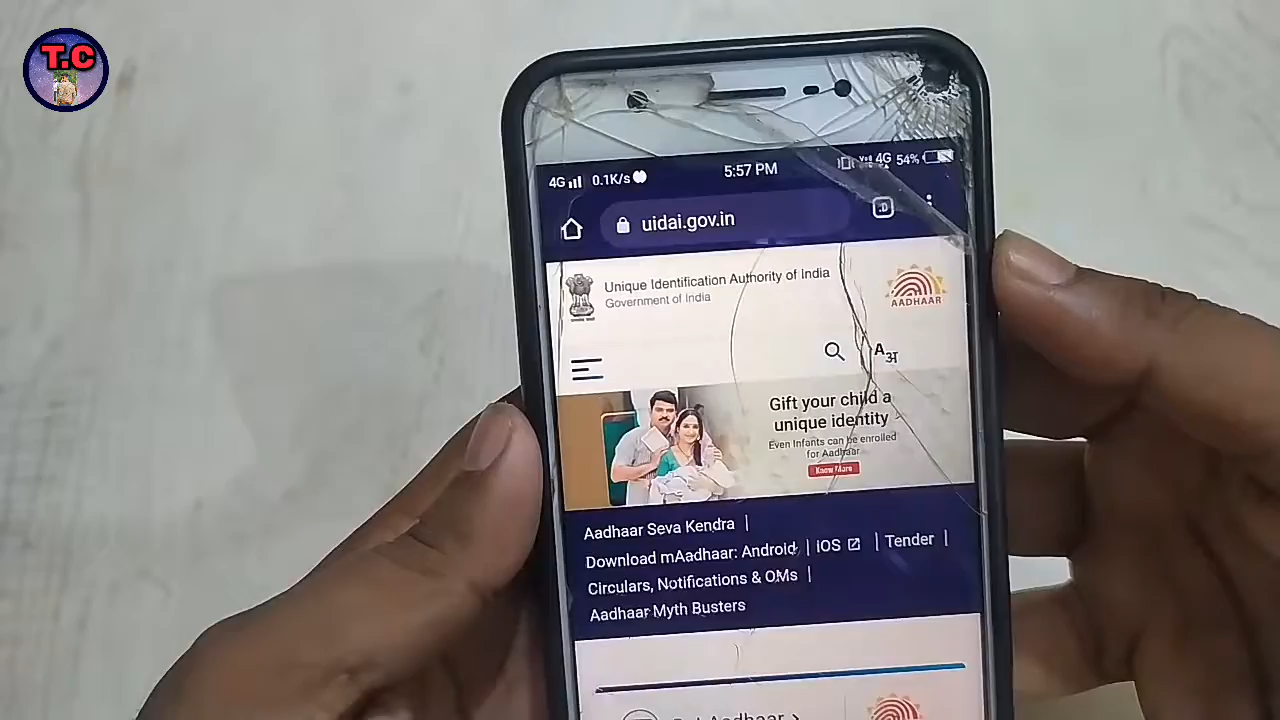 T.C
4G 0.1K/s 5:57 PM 4G 54%
uidai.gov.in :D
Unique Identification Authority of India
Government of India
AADHAAR
A अ
Gift your child a
unique identity
Even Infants can be enrolled
for Aadhaar
Know More
Aadhaar Seva Kendra |
Download mAadhaar: Android | iOS | Tender |
Circulars, Notifications & OMs |
Aadhaar Myth Busters
Aadhaar >